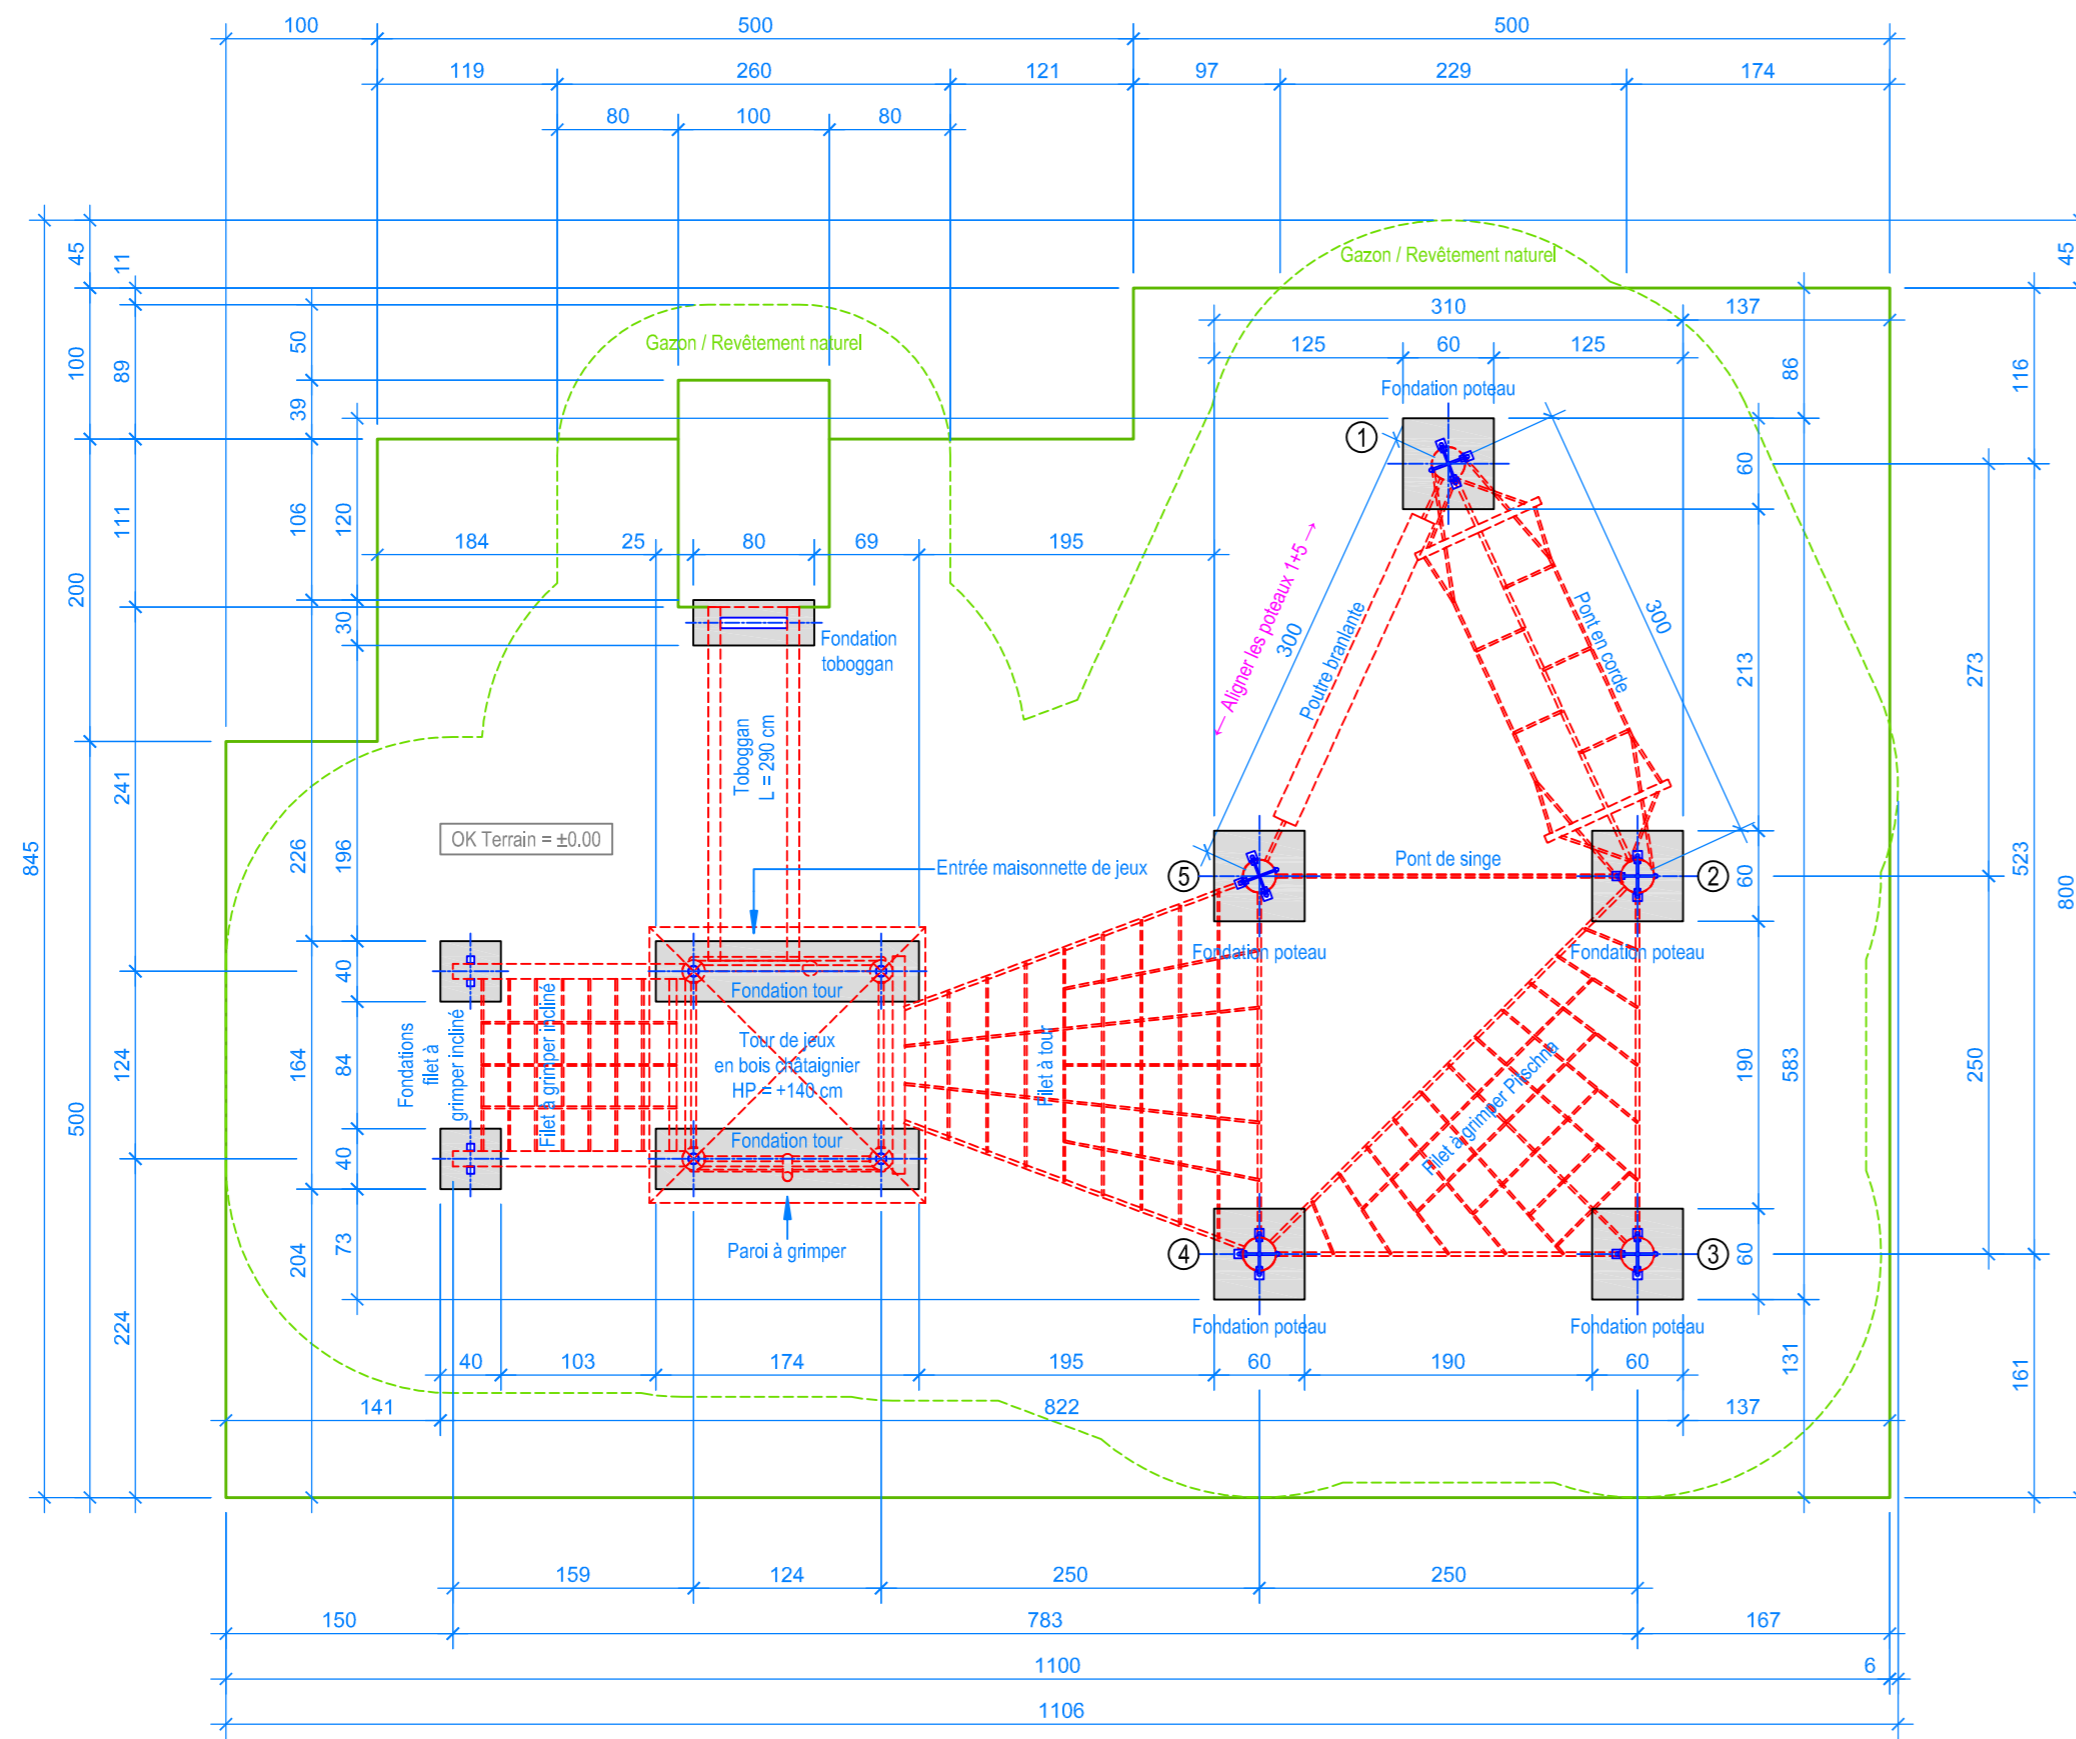 100 500 500
119 260 121 97 229 174
80 100 80
45
11
45
Gazon / Revêtement naturel
310 137
50
Gazon / Revêtement naturel
125 60 125
100
89
86
116
39
Fondation poteau
1
60
106
120
111
184 25 80 69 195
200
30
← Aligner les poteaux 1+5 →
300
Poutre branlante
Pont en corde
300
Fondation
toboggan
213
273
Toboggan
L = 290 cm
241
OK Terrain = ±0.00
845
226
196
523
800
Entrée maisonnette de jeux
Pont de singe
5
2
60
Fondation poteau
Fondation poteau
40
Fondation tour
Fondations
filet à
grimper incliné
Filet à grimper incliné
Tour de jeux
en bois châtaignier
HP = +140 cm
Filet à tour
Filet à grimper Pitschna
124
164
84
190
583
250
500
Fondation tour
40
Paroi à grimper
204
73
4
3
60
224
Fondation poteau
Fondation poteau
131
161
40 103 174 195 60 190 60
141 822 137
159 124 250 250
150 783 167
1100 6
1106